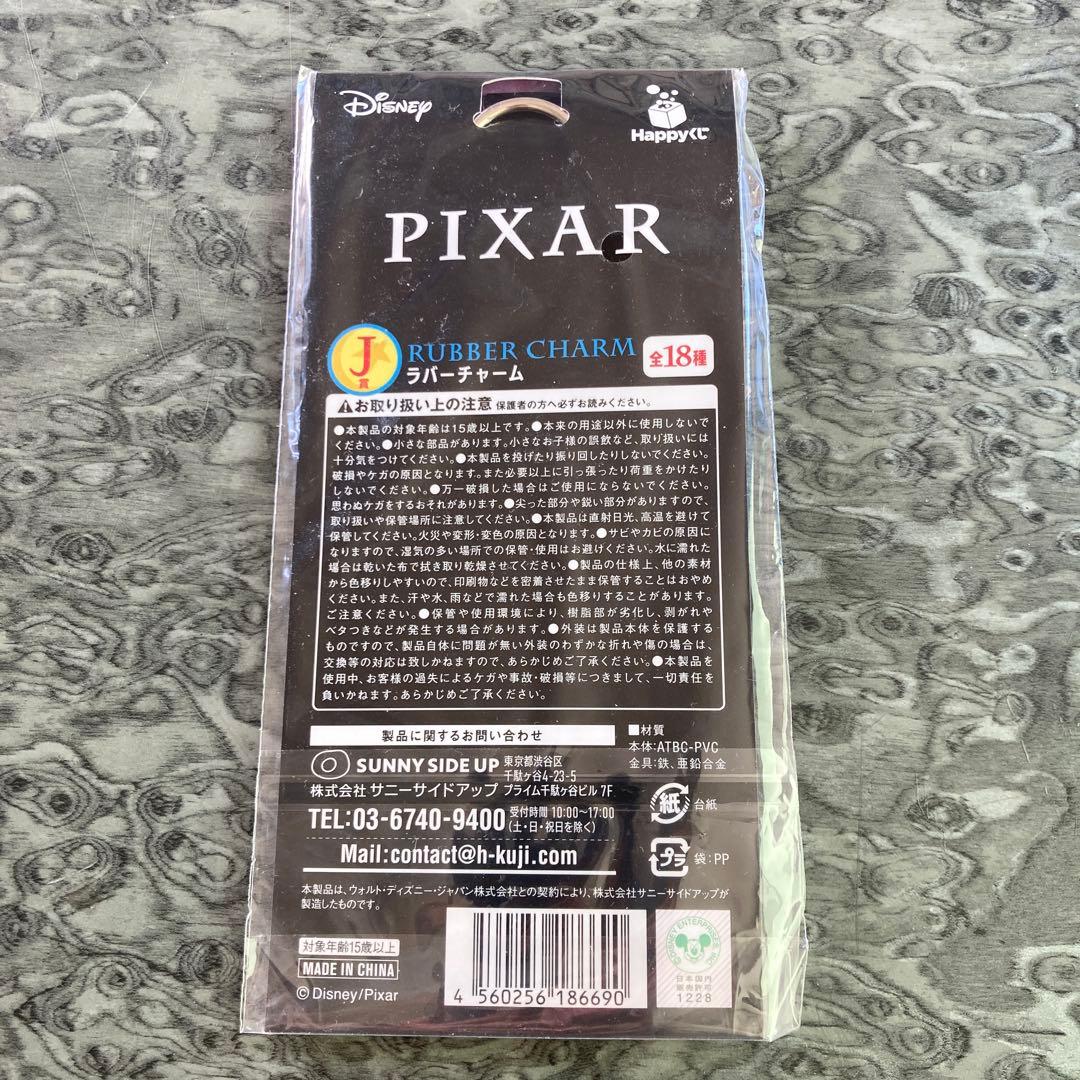 Disney
Happyくじ
PIXAR
J賞
RUBBER CHARM
ラバーチャーム
全18種
⚠お取り扱い上の注意 保護者の方へ必ずお読みください。
●本製品の対象年齢は15歳以上です。●本来の用途以外に使用しないで
ください。●小さな部品があります。小さなお子様の誤飲など、取り扱いには
十分気をつけてください。●本製品を投げたり振り回したりしないでください。
破損やケガの原因となります。また必要以上に引っ張ったり荷重をかけたり
しないでください。●万一破損した場合はご使用にならないでください。
思わぬケガをするおそれがあります。●尖った部分や鋭い部分がありますので、
取り扱いや保管場所に注意してください。●本製品は直射日光、高温を避けて
保管してください。火災や変形・変色の原因となります。●サビやカビの原因に
なりますので、湿気の多い場所での保管・使用はお避けください。水に濡れた
場合は乾いた布で拭き取り乾燥させてください。●製品の仕様上、他の素材
から色移りしやすいので、印刷物などを密着させたまま保管することはおやめ
ください。また、汗や水、雨などで濡れた場合も色移りすることがあります。
ご注意ください。●保管や使用環境により、樹脂部が劣化し、剥がれや
ベタつきなどが発生する場合があります。●外装は製品本体を保護する
ものですので、製品自体に問題が無い外装のわずかな折れや傷の場合は、
交換等の対応は致しかねますので、あらかじめご了承ください。●本製品を
使用中、お客様の過失によるケガや事故・破損等につきまして、一切責任を
負いかねます。あらかじめご了承ください。
製品に関するお問い合わせ
SUNNY SIDE UP 東京都渋谷区
千駄ヶ谷4-23-5
株式会社 サニーサイドアップ プライム千駄ヶ谷ビル 7F
TEL:03-6740-9400 受付時間 10:00〜17:00
(土・日・祝日を除く)
Mail:contact@h-kuji.com
■材質
本体:ATBC-PVC
金具:鉄、亜鉛合金
紙 台紙
プラ 袋:PP
本製品は、ウォルト・ディズニー・ジャパン株式会社との契約により、株式会社サニーサイドアップが
製造したものです。
対象年齢15歳以上
MADE IN CHINA
©Disney/Pixar
4 560256 186690
©DISNEY ENTERPRISES, INC.
日本国内
販売許可
1228